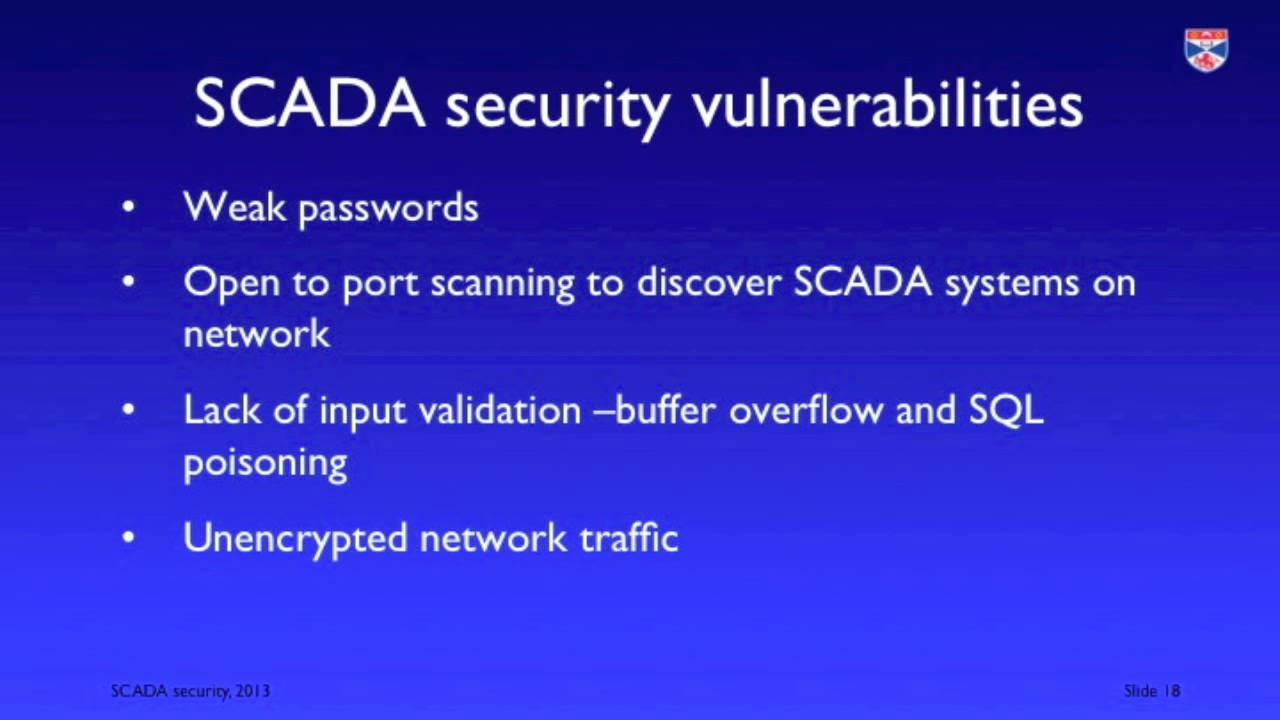 SCADA security vulnerabilities
• Weak passwords
• Open to port scanning to discover SCADA systems on
network
• Lack of input validation –buffer overflow and SQL
poisoning
• Unencrypted network traffic
SCADA security, 2013
Slide 18